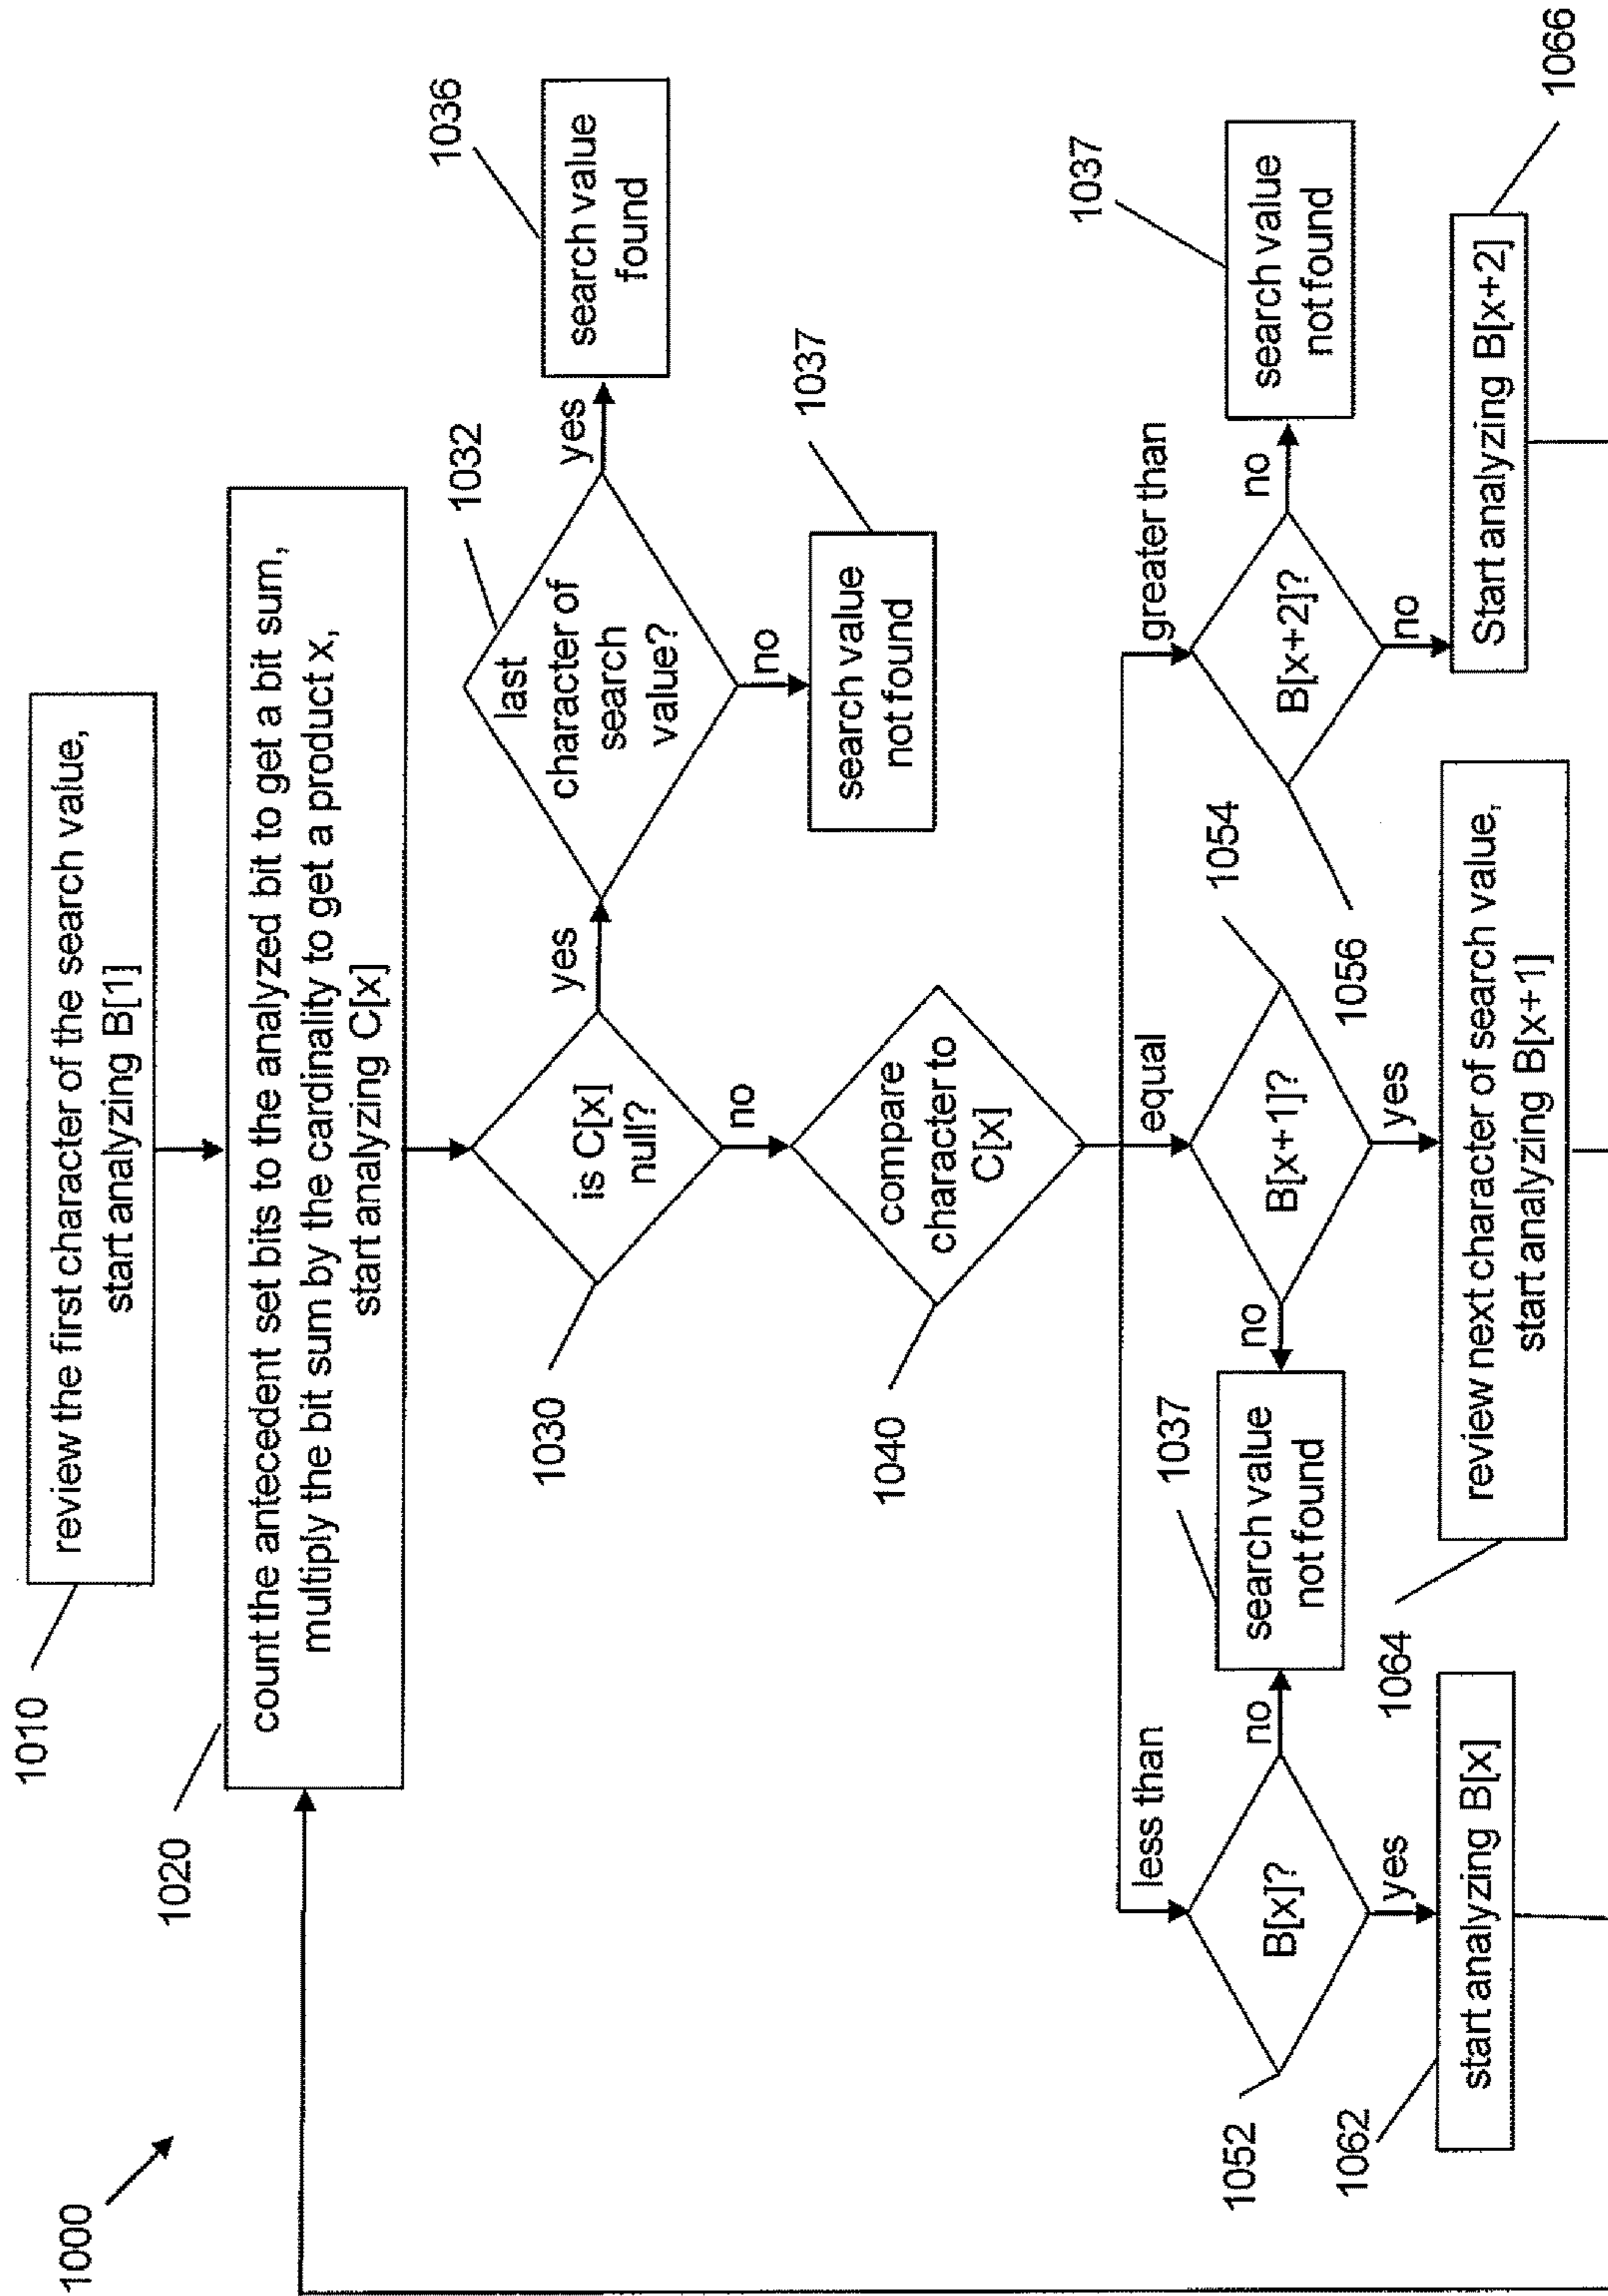 1000
1010
review the first character of the search value,
start analyzing B[1]
1020
count the antecedent set bits to the analyzed bit to get a bit sum,
multiply the bit sum by the cardinality to get a product x,
start analyzing C[x]
1030
is C[x]
null?
yes
no
1032
last
character of
search
value?
yes
no
1036
search value
found
1037
search value
not found
1040
compare
character to
C[x]
less than
equal
greater than
1052
B[x]?
no
yes
1037
search value
not found
1054
B[x+1]?
no
yes
1056
B[x+2]?
no
no
1037
search value
not found
1062
start analyzing B[x]
1064
review next character of search value,
start analyzing B[x+1]
1066
Start analyzing B[x+2]